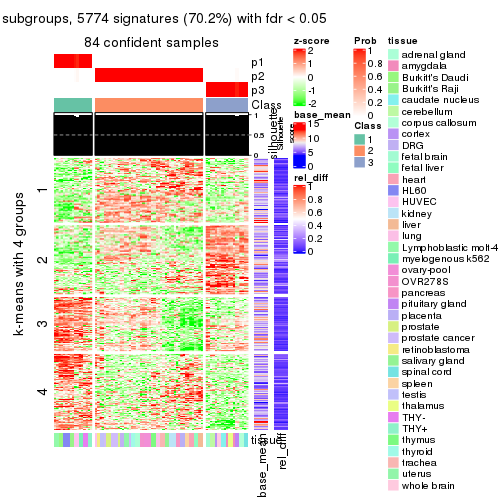 subgroups, 5774 signatures (70.2%) with fdr < 0.05
84 confident samples
p1
p2
p3
Class
1
0.5
0
silhouette
score
k-means with 4 groups
1
2
3
4
tissue
base_mean
rel_diff
z-score
2
1
0
-1
-2
base_mean
15
10
5
0
rel_diff
1
0.8
0.6
0.4
0.2
0
Prob
1
0.8
0.6
0.4
0.2
0
Class
1
2
3
tissue
adrenal gland
amygdala
Burkitt's Daudi
Burkitt's Raji
caudate nucleus
cerebellum
corpus callosum
cortex
DRG
fetal brain
fetal liver
heart
HL60
HUVEC
kidney
liver
lung
Lymphoblastic molt-4
myelogenous k562
ovary-pool
OVR278S
pancreas
pituitary gland
placenta
prostate
prostate cancer
retinoblastoma
salivary gland
spinal cord
spleen
testis
thalamus
THY-
THY+
thymus
thyroid
trachea
uterus
whole brain